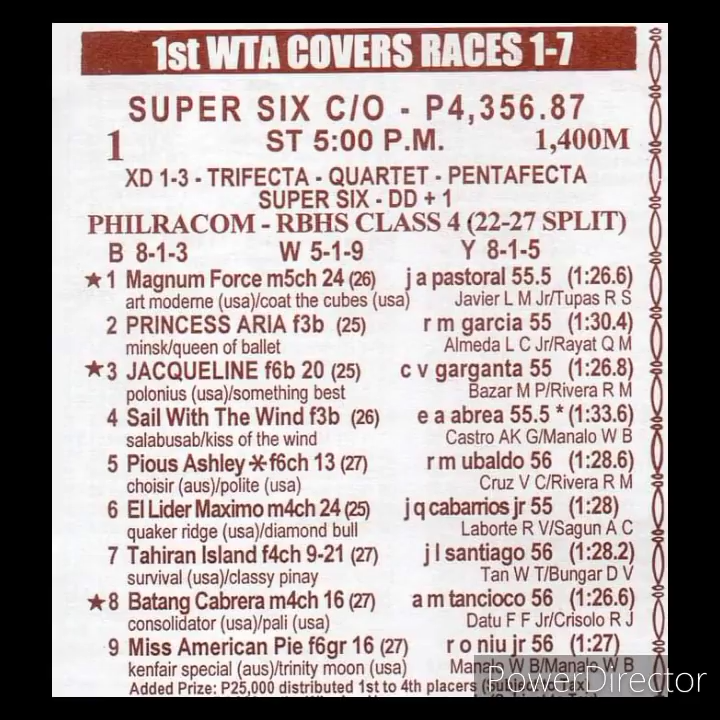 1st WTA COVERS RACES 1-7
SUPER SIX C/O - P4,356.87
1 ST 5:00 P.M. 1,400M
XD 1-3 - TRIFECTA - QUARTET - PENTAFECTA
SUPER SIX - DD + 1
PHILRACOM - RBHS CLASS 4 (22-27 SPLIT)
B 8-1-3 W 5-1-9 Y 8-1-5
★1 Magnum Force m5ch 24 (26) j a pastoral 55.5 (1:26.6)
art moderne (usa)/coat the cubes (usa) Javier L M Jr/Tupas R S
2 PRINCESS ARIA f3b (25) r m garcia 55 (1:30.4)
minsk/queen of ballet Almeda L C Jr/Rayat Q M
★3 JACQUELINE f6b 20 (25) c v garganta 55 (1:26.8)
polonius (usa)/something best Bazar M P/Rivera R M
4 Sail With The Wind f3b (26) e a abrea 55.5 * (1:33.6)
salabusab/kiss of the wind Castro AK G/Manalo W B
5 Pious Ashley * f6ch 13 (27) r m ubaldo 56 (1:28.6)
choisir (aus)/polite (usa) Cruz V C/Rivera R M
6 El Lider Maximo m4ch 24 (25) j q cabarrios jr 55 (1:28)
quaker ridge (usa)/diamond bull Laborte R V/Sagun A C
7 Tahiran Island f4ch 9-21 (27) j l santiago 56 (1:28.2)
survival (usa)/classy pinay Tan W T/Bungar D V
★8 Batang Cabrera m4ch 16 (27) a m tancioco 56 (1:26.6)
consolidator (usa)/pali (usa) Datu F F Jr/Crisolo R J
9 Miss American Pie f6gr 16 (27) r o niu jr 56 (1:27)
kenfair special (aus)/trinity moon (usa) Manalo W B/Manalo W B
Added Prize: P25,000 distributed 1st to 4th placers (Subject to Tax)
PowerDirector